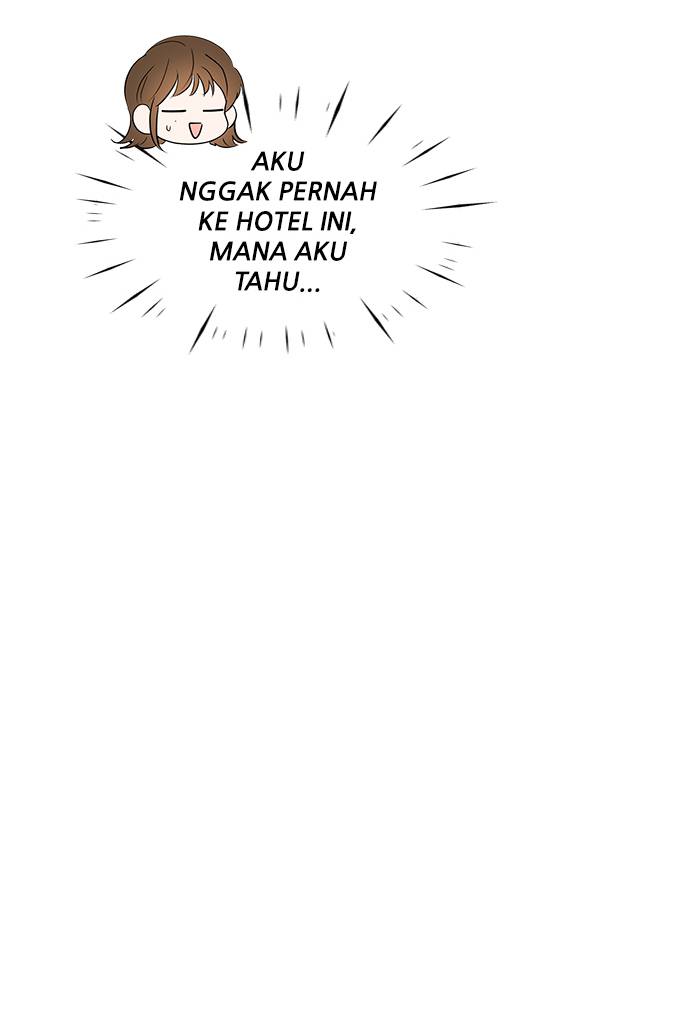 AKU
NGGAK PERNAH
KE HOTEL INI,
MANA AKU
TAHU...